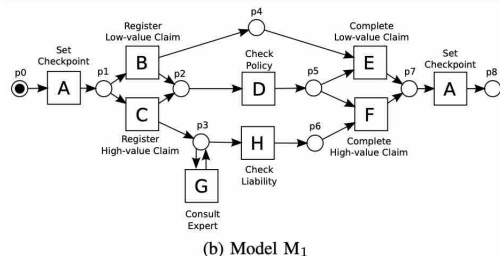 p0
Set
Checkpoint
A
p1
Register
Low-value Claim
B
C
Register
High-value Claim
p2
p4
Check
Policy
D
p3
G
Consult
Expert
H
Check
Liability
p5
p6
Complete
Low-value Claim
E
F
Complete
High-value Claim
p7
Set
Checkpoint
A
p8
(b) Model M₁